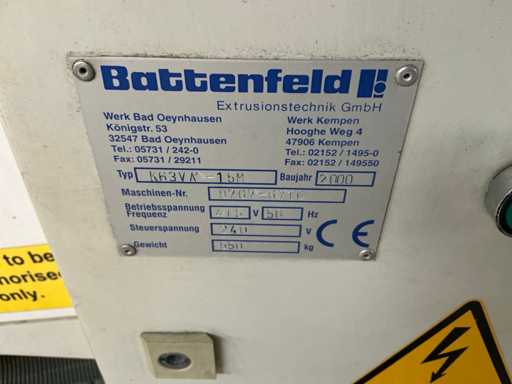 Battenfeld
Extrusionstechnik GmbH
Werk Bad Oeynhausen
Königstr. 53
32547 Bad Oeynhausen
Tel.: 05731 / 242-0
Fax: 05731 / 29211
Werk Kempen
Hooghe Weg 4
47906 Kempen
Tel.: 02152 / 1495-0
Fax: 02152 / 149550
Typ
Baujahr 2000
Maschinen-Nr.
Betriebsspannung
Frequenz V 50 Hz
Steuerspannung 240 V
Gewicht kg
CE
to be
only.